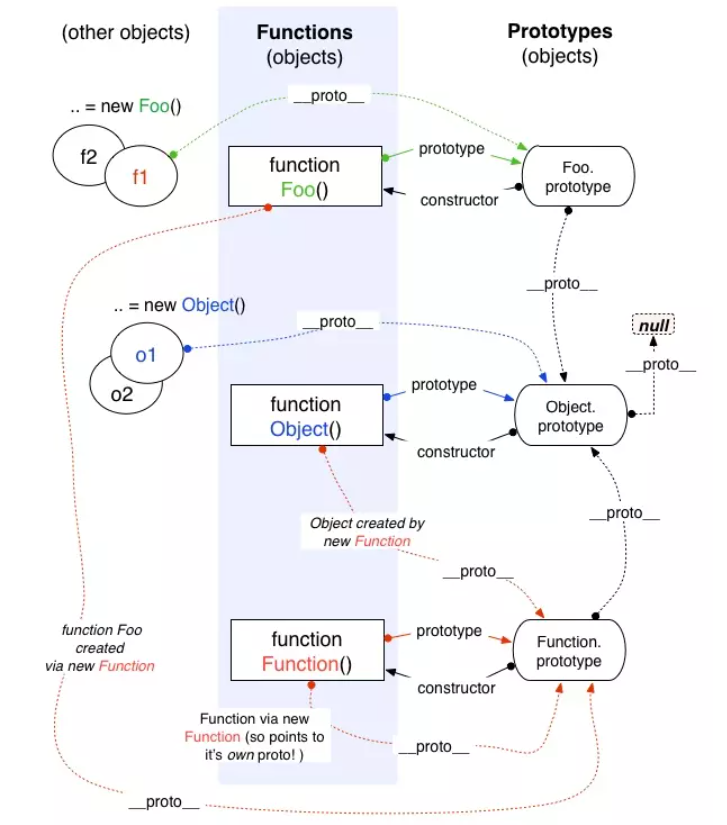 (other objects)
Functions
(objects)
Prototypes
(objects)
.. = new Foo()
__proto__
f2
f1
function
Foo()
prototype
constructor
Foo.
prototype
__proto__
.. = new Object()
__proto__
null
__proto__
o1
o2
function
Object()
prototype
constructor
Object.
prototype
Object created by
new Function
__proto__
__proto__
function Foo
created
via new Function
function
Function()
prototype
constructor
Function.
prototype
Function via new
Function (so points to
it's own proto! )
__proto__
__proto__